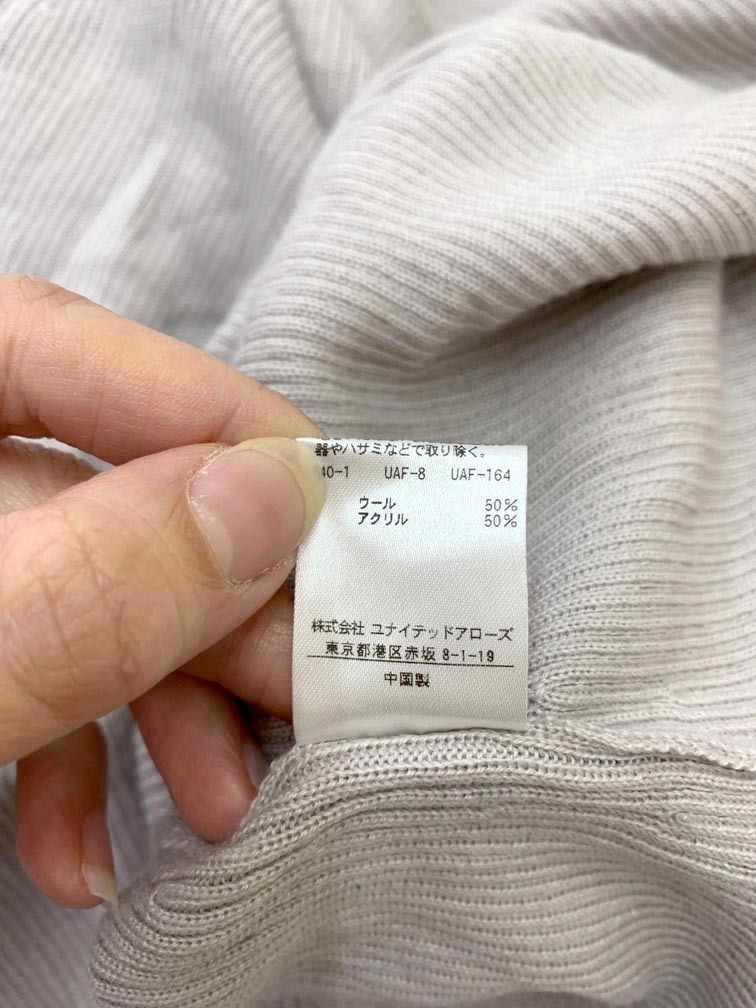 器やハサミなどで取り除く。
40-1 UAF-8 UAF-164
ウール 50%
アクリル 50%
株式会社 ユナイテッドアローズ
東京都港区赤坂 8-1-19
中国製